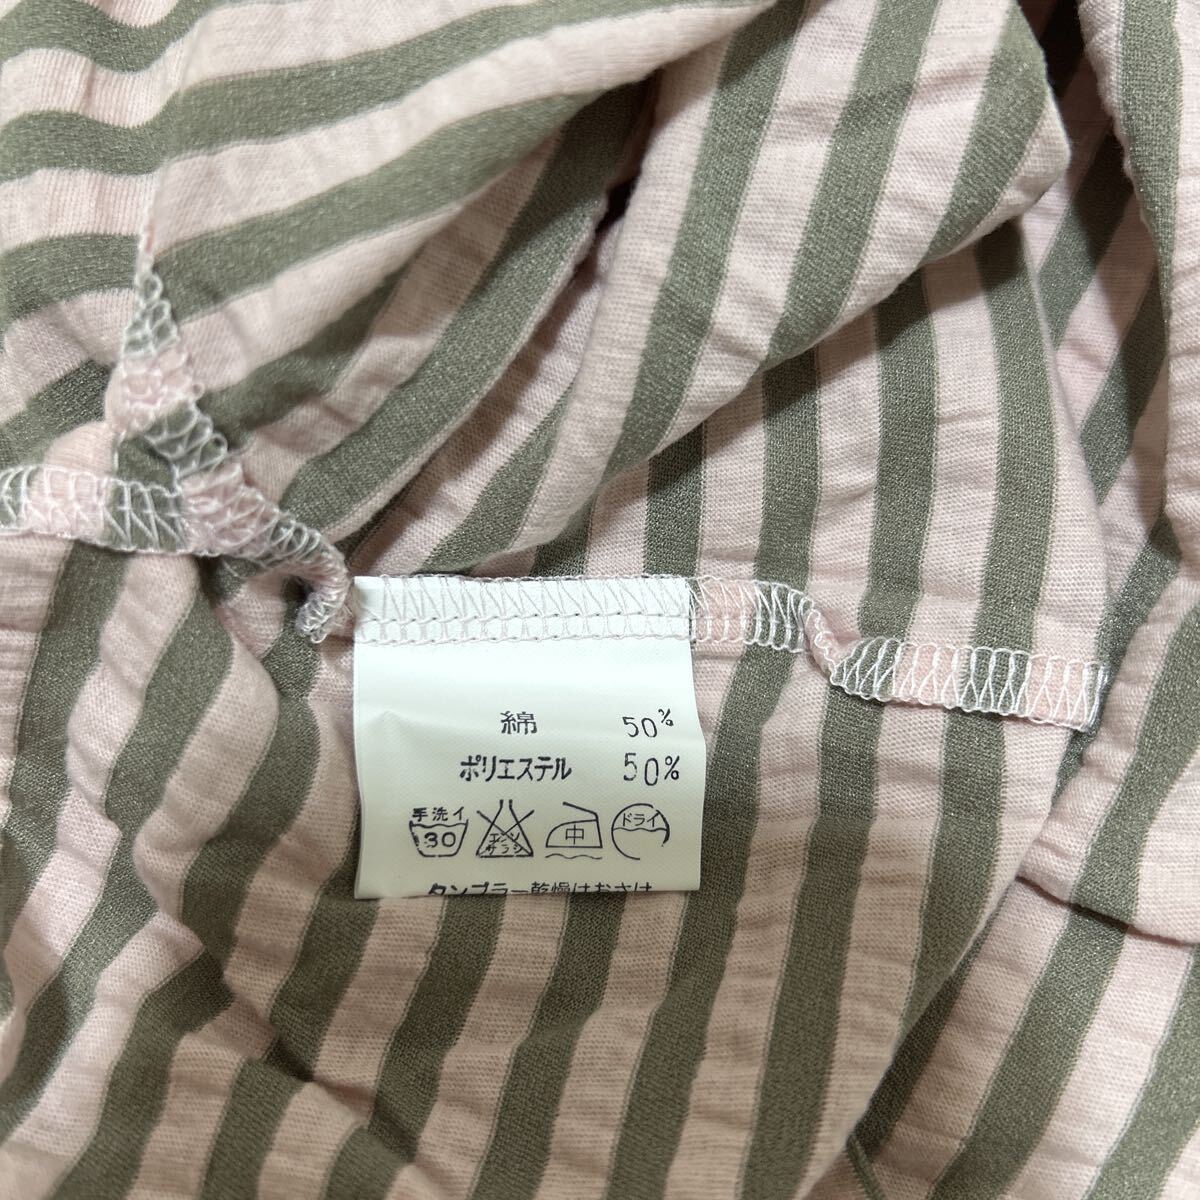 綿 50%
ポリエステル 50%
手洗イ 30 エンソサラシ 中 ドライ
タンブラー乾燥はおさけ